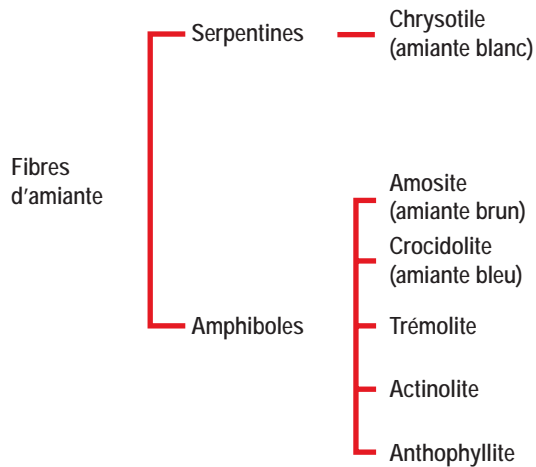 Serpentines
Chrysotile
(amiante blanc)
Fibres
d'amiante
Amosite
(amiante brun)
Crocidolite
(amiante bleu)
Amphiboles
Trémolite
Actinolite
Anthophyllite